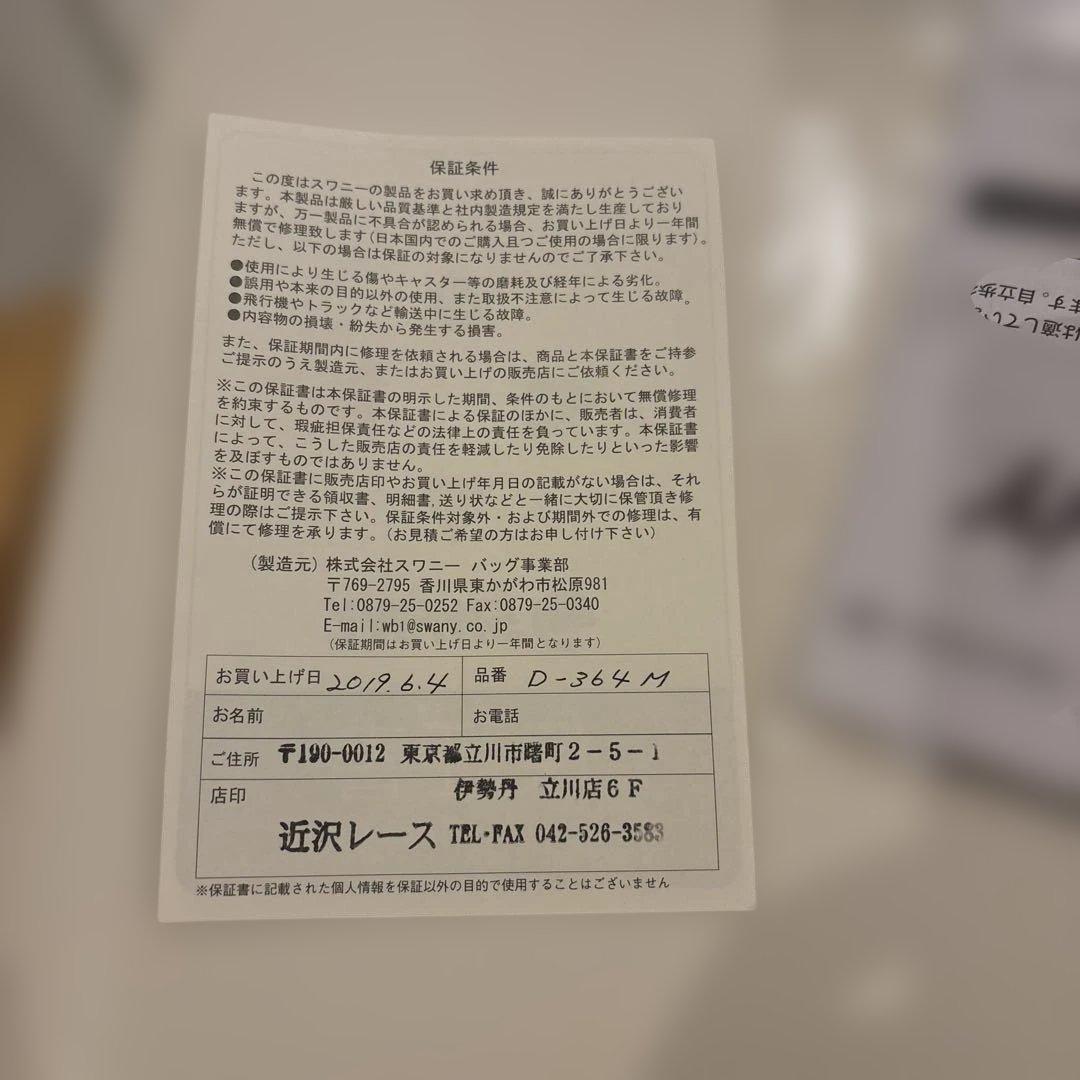 保証条件
この度はスワニーの製品をお買い求め頂き、誠にありがとうござい
ます。本製品は厳しい品質基準と社内製造規定を満たし生産しており
ますが、万一製品に不具合が認められる場合、お買い上げ日より一年間
無償で修理致します(日本国内でのご購入且つご使用の場合に限ります)。
ただし、以下の場合は保証の対象になりませんのでご了承下さい。
●使用により生じる傷やキャスター等の磨耗及び経年による劣化。
●誤用や本来の目的以外の使用、また取扱不注意によって生じる故障。
●飛行機やトラックなど輸送中に生じる故障。
●内容物の損壊・紛失から発生する損害。
また、保証期間内に修理を依頼される場合は、商品と本保証書をご持参
ご提示のうえ製造元、またはお買い上げの販売店にご依頼ください。
※この保証書は本保証書の明示した期間、条件のもとにおいて無償修理
を約束するものです。本保証書による保証のほかに、販売者は、消費者
に対して、瑕疵担保責任などの法律上の責任を負っています。本保証書
によって、こうした販売店の責任を軽減したり免除したりといった影響
を及ぼすものではありません。
※この保証書に販売店印やお買い上げ年月日の記載がない場合は、それ
らが証明できる領収書、明細書,送り状などと一緒に大切に保管頂き修
理の際はご提示下さい。保証条件対象外・および期間外での修理は、有
償にて修理を承ります。(お見積ご希望の方はお申し付け下さい)
(製造元) 株式会社スワニー バッグ事業部
〒769-2795 香川県東かがわ市松原981
Tel:0879-25-0252 Fax:0879-25-0340
E-mail:wb1@swany.co.jp
(保証期間はお買い上げ日より一年間となります)
お買い上げ日 2019.6.4 品番 D-364M
お名前 お電話
ご住所 〒190-0012 東京都立川市曙町2-5-1
店印 伊勢丹 立川店6F
近沢レース TEL・FAX 042-526-3583
※保証書に記載された個人情報を保証以外の目的で使用することはございません
ます。自立歩
は適してい